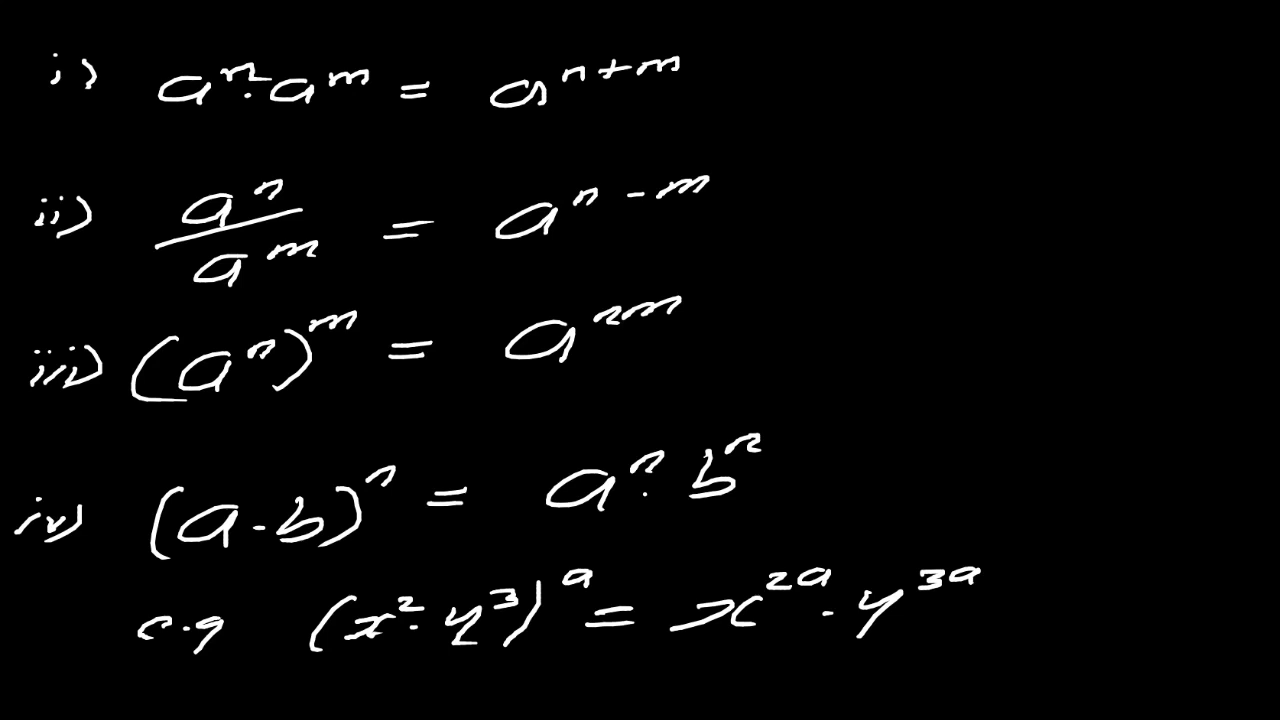 i) aⁿ · aᵐ = aⁿ⁺ᵐ
ii) aⁿ / aᵐ = aⁿ⁻ᵐ
iii) (aⁿ)ᵐ = aⁿᵐ
iv) (a · b)ⁿ = aⁿ · bⁿ
e.g (x² · y³)ᵃ = x²ᵃ · y³ᵃ